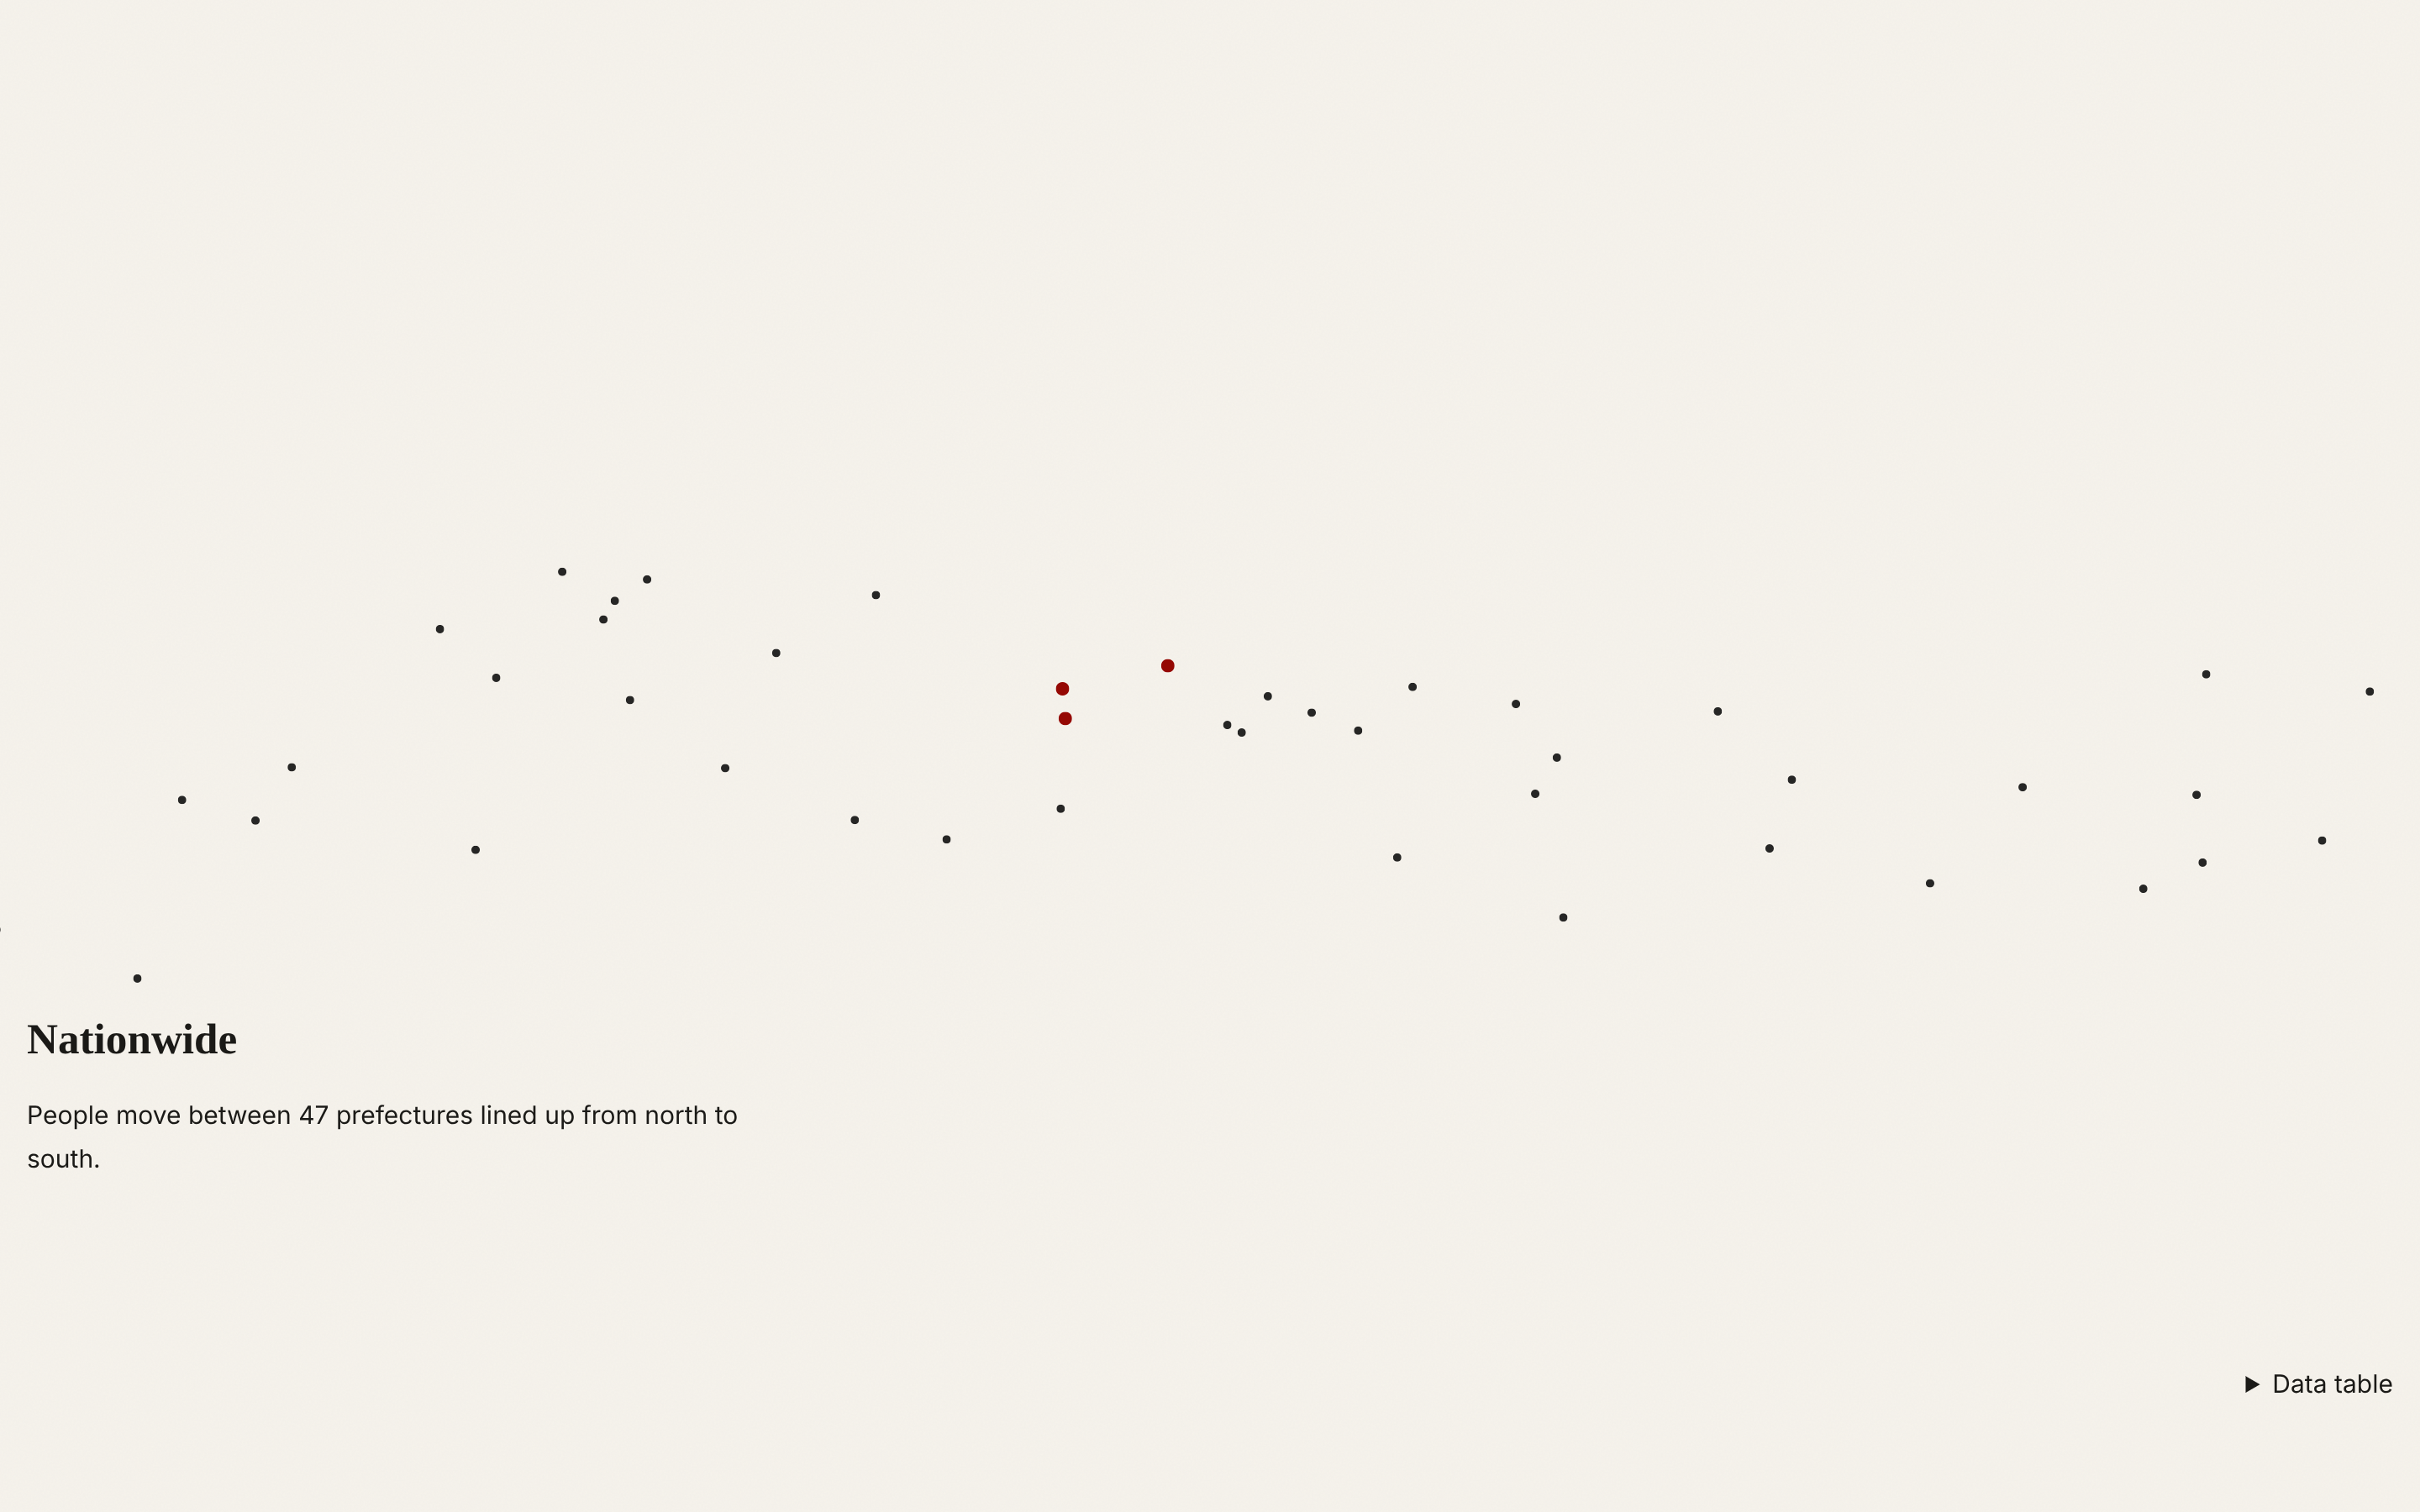 Nationwide
People move between 47 prefectures lined up from north to
south.
▶ Data table